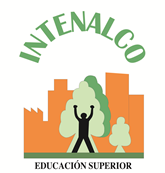 INTENALCO
EDUCACIÓN SUPERIOR